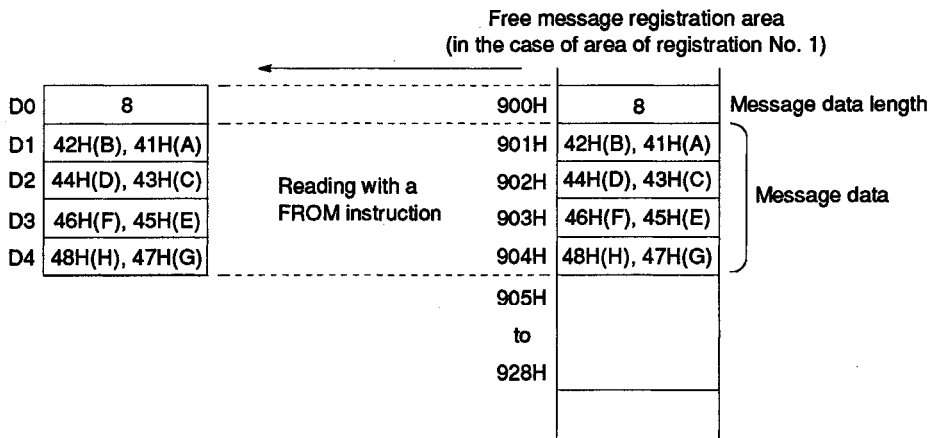 Free message registration area
(in the case of area of registration No. 1)
D0 8 900H 8 Message data length
D1 42H(B), 41H(A) 901H 42H(B), 41H(A)
D2 44H(D), 43H(C) Reading with a 902H 44H(D), 43H(C) Message data
D3 46H(F), 45H(E) FROM instruction 903H 46H(F), 45H(E)
D4 48H(H), 47H(G) 904H 48H(H), 47H(G)
905H
to
928H